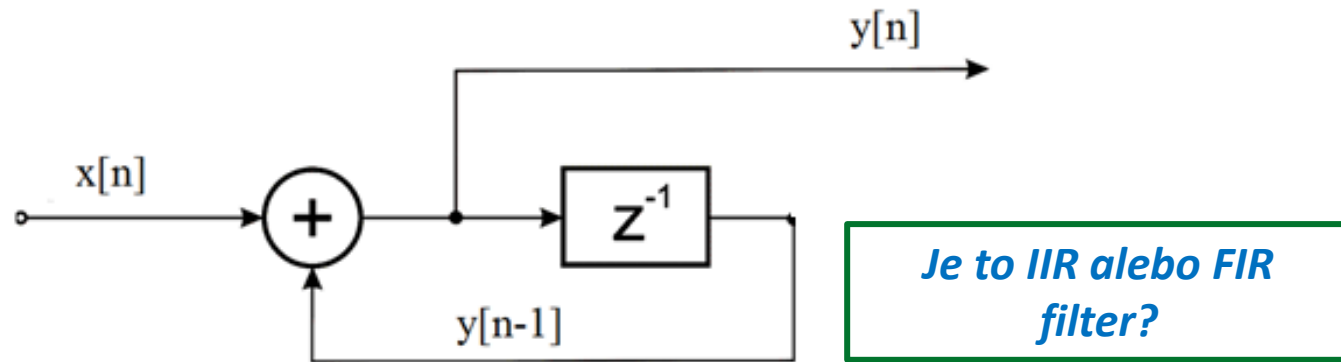 y[n]
x[n]
+
z⁻¹
y[n-1]
Je to IIR alebo FIR
filter?